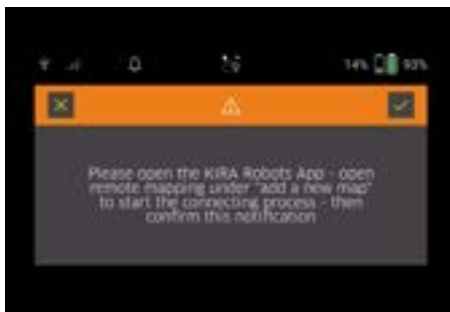 14% 93%
Please open the KIRA Robots App - open
remote mapping under "add a new map"
to start the connecting process - then
confirm this notification